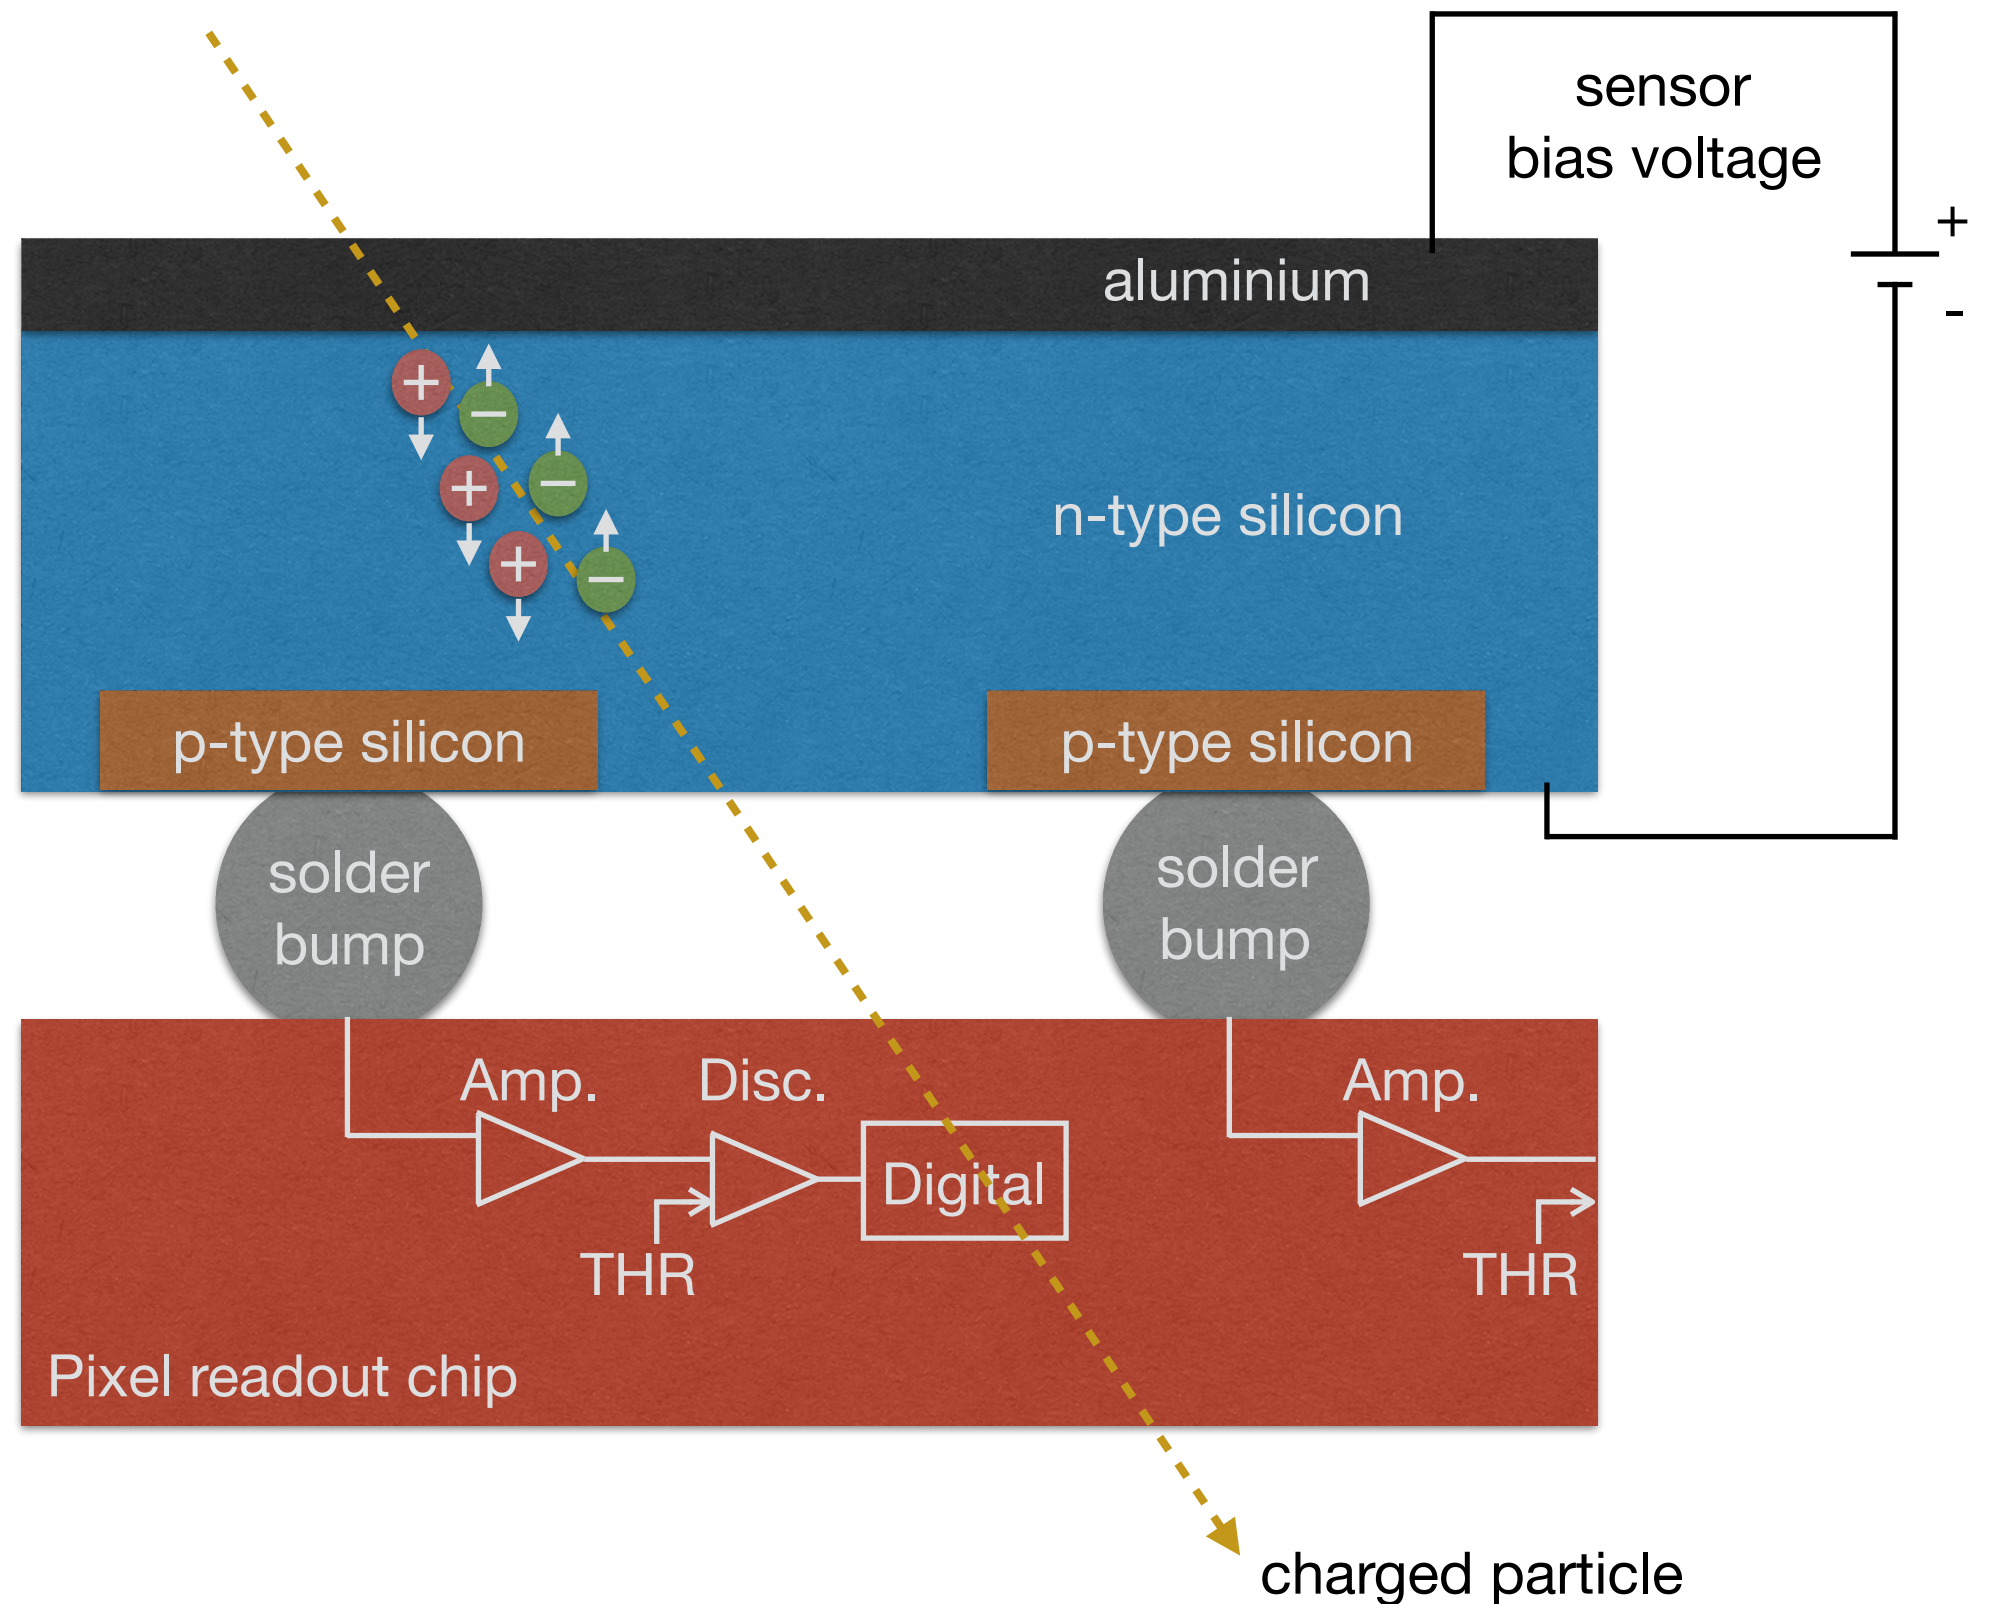 sensor
bias voltage
+
-
aluminium
+
−
+
−
+
−
n-type silicon
p-type silicon
p-type silicon
solder
bump
solder
bump
Amp.
Disc.
Amp.
Digital
THR
THR
Pixel readout chip
charged particle